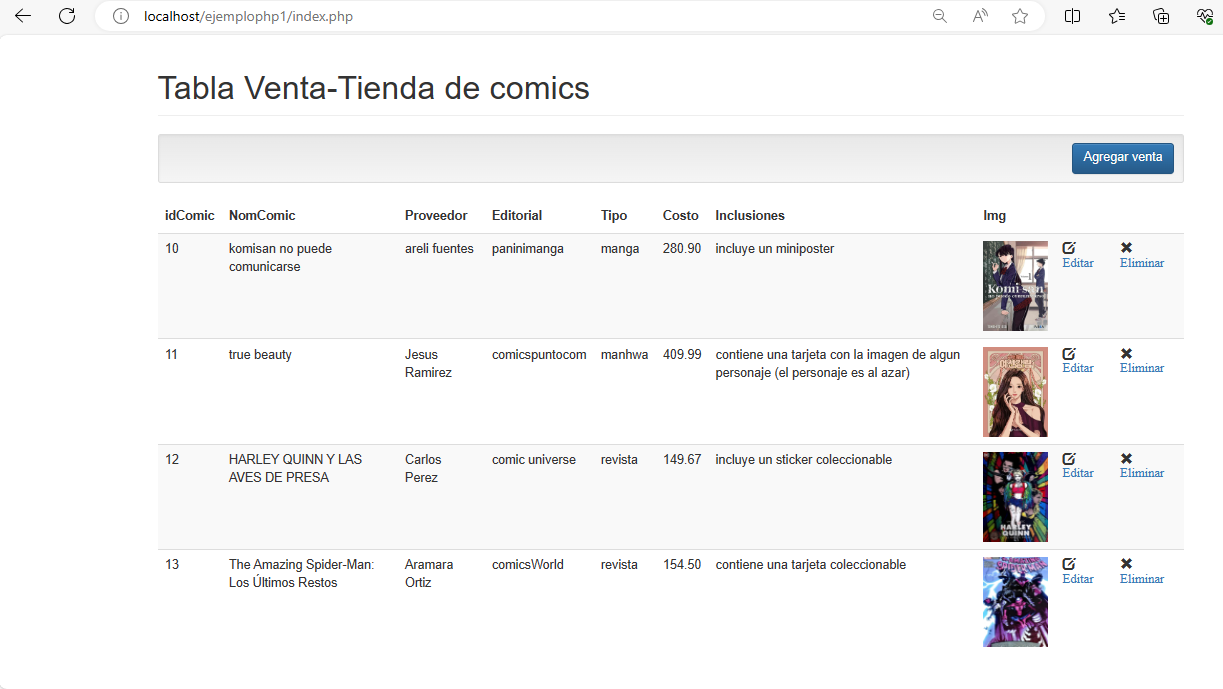 localhost/ejemplophp1/index.php
Tabla Venta-Tienda de comics
Agregar venta
idComic NomComic Proveedor Editorial Tipo Costo Inclusiones Img
10 komisan no puede areli fuentes paninimanga manga 280.90 incluye un miniposter
comunicarse
Komi san
no puede comunicarse
Editar Eliminar
11 true beauty Jesus comicspuntocom manhwa 409.99 contiene una tarjeta con la imagen de algun
Ramirez personaje (el personaje es al azar)
Editar Eliminar
12 HARLEY QUINN Y LAS Carlos comic universe revista 149.67 incluye un sticker coleccionable
AVES DE PRESA Perez
HARLEY
QUINN
Editar Eliminar
13 The Amazing Spider-Man: Aramara comicsWorld revista 154.50 contiene una tarjeta coleccionable
Los Últimos Restos Ortiz
Editar Eliminar